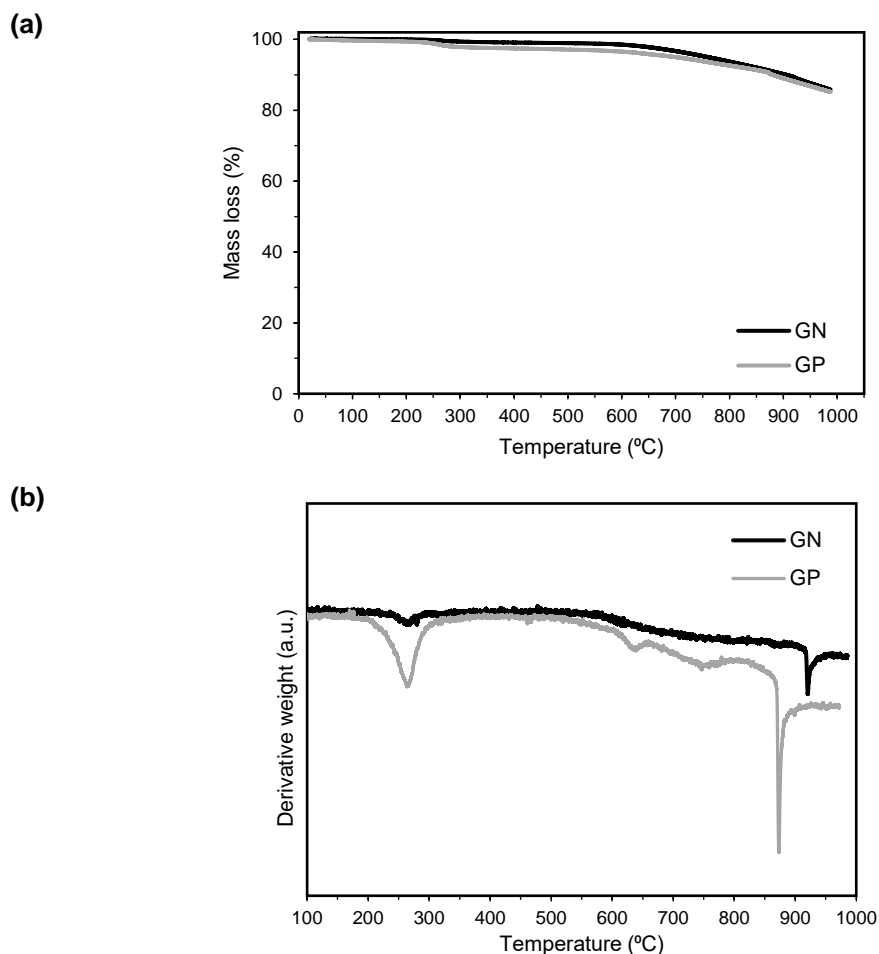 (a)
Mass loss (%)
100
80
60
40
20
0
GN
GP
0 100 200 300 400 500 600 700 800 900 1000
Temperature (ºC)
(b)
Derivative weight (a.u.)
GN
GP
100 200 300 400 500 600 700 800 900 1000
Temperature (ºC)